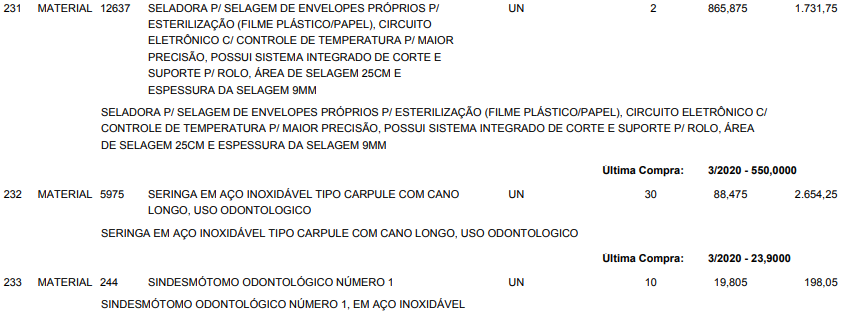 231 MATERIAL 12637 SELADORA P/ SELAGEM DE ENVELOPES PRÓPRIOS P/ UN 2 865,875 1.731,75
ESTERILIZAÇÃO (FILME PLÁSTICO/PAPEL), CIRCUITO
ELETRÔNICO C/ CONTROLE DE TEMPERATURA P/ MAIOR
PRECISÃO, POSSUI SISTEMA INTEGRADO DE CORTE E
SUPORTE P/ ROLO, ÁREA DE SELAGEM 25CM E
ESPESSURA DA SELAGEM 9MM
SELADORA P/ SELAGEM DE ENVELOPES PRÓPRIOS P/ ESTERILIZAÇÃO (FILME PLÁSTICO/PAPEL), CIRCUITO ELETRÔNICO C/
CONTROLE DE TEMPERATURA P/ MAIOR PRECISÃO, POSSUI SISTEMA INTEGRADO DE CORTE E SUPORTE P/ ROLO, ÁREA
DE SELAGEM 25CM E ESPESSURA DA SELAGEM 9MM
Última Compra: 3/2020 - 550,0000
232 MATERIAL 5975 SERINGA EM AÇO INOXIDÁVEL TIPO CARPULE COM CANO UN 30 88,475 2.654,25
LONGO, USO ODONTOLOGICO
SERINGA EM AÇO INOXIDÁVEL TIPO CARPULE COM CANO LONGO, USO ODONTOLOGICO
Última Compra: 3/2020 - 23,9000
233 MATERIAL 244 SINDESMÓTOMO ODONTOLÓGICO NÚMERO 1 UN 10 19,805 198,05
SINDESMÓTOMO ODONTOLÓGICO NÚMERO 1, EM AÇO INOXIDÁVEL